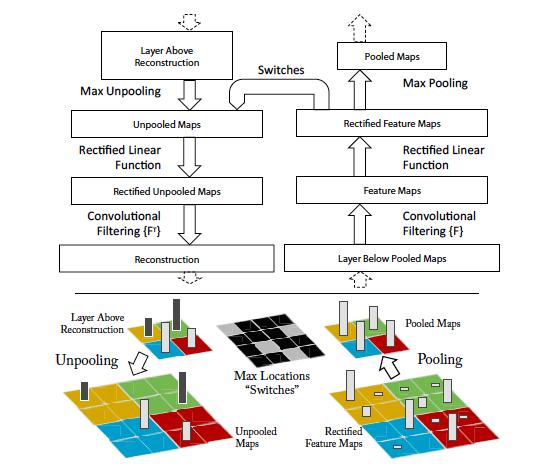 Layer Above
Reconstruction
Pooled Maps
Switches
Max Unpooling
Max Pooling
Unpooled Maps
Rectified Feature Maps
Rectified Linear
Function
Rectified Linear
Function
Rectified Unpooled Maps
Feature Maps
Convolutional
Filtering {Fᵀ}
Convolutional
Filtering {F}
Reconstruction
Layer Below Pooled Maps
Layer Above
Reconstruction
Pooled Maps
Unpooling
Max Locations
“Switches”
Pooling
Unpooled
Maps
Rectified
Feature Maps